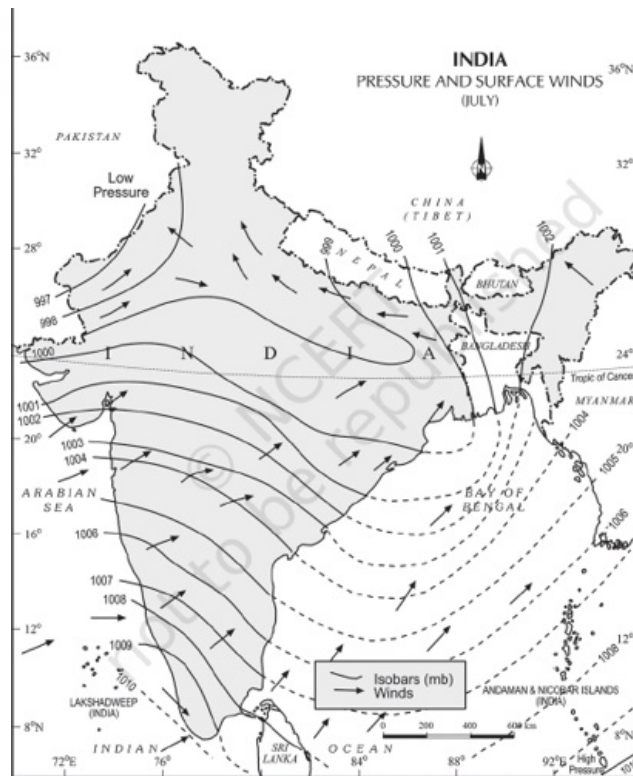 INDIA
PRESSURE AND SURFACE WINDS
(JULY)
36°N
36°N
PAKISTAN
32°
32°N
N
Low
Pressure
CHINA
(TIBET)
28°
28°N
999
1000
1001
1002
NEPAL
BHUTAN
997
998
BANGLADESH
1000
I N D I A
24°
Tropic of Cancer
MYANMAR
1001
1002
1004
20°
20°
1003
1004
1005
ARABIAN
SEA
BAY OF
BENGAL
1006
16°
16°
1006
1007
1008
12°
12°
1009
1008
1010
Isobars (mb)
Winds
LAKSHADWEEP
(INDIA)
ANDAMAN & NICOBAR ISLANDS
(INDIA)
0 200 400 600 km
8°N
8°N
INDIAN OCEAN
SRI
LANKA
High
Pressure
72°E
76°
84°
88°
92°E
© NCERT
not to be republished